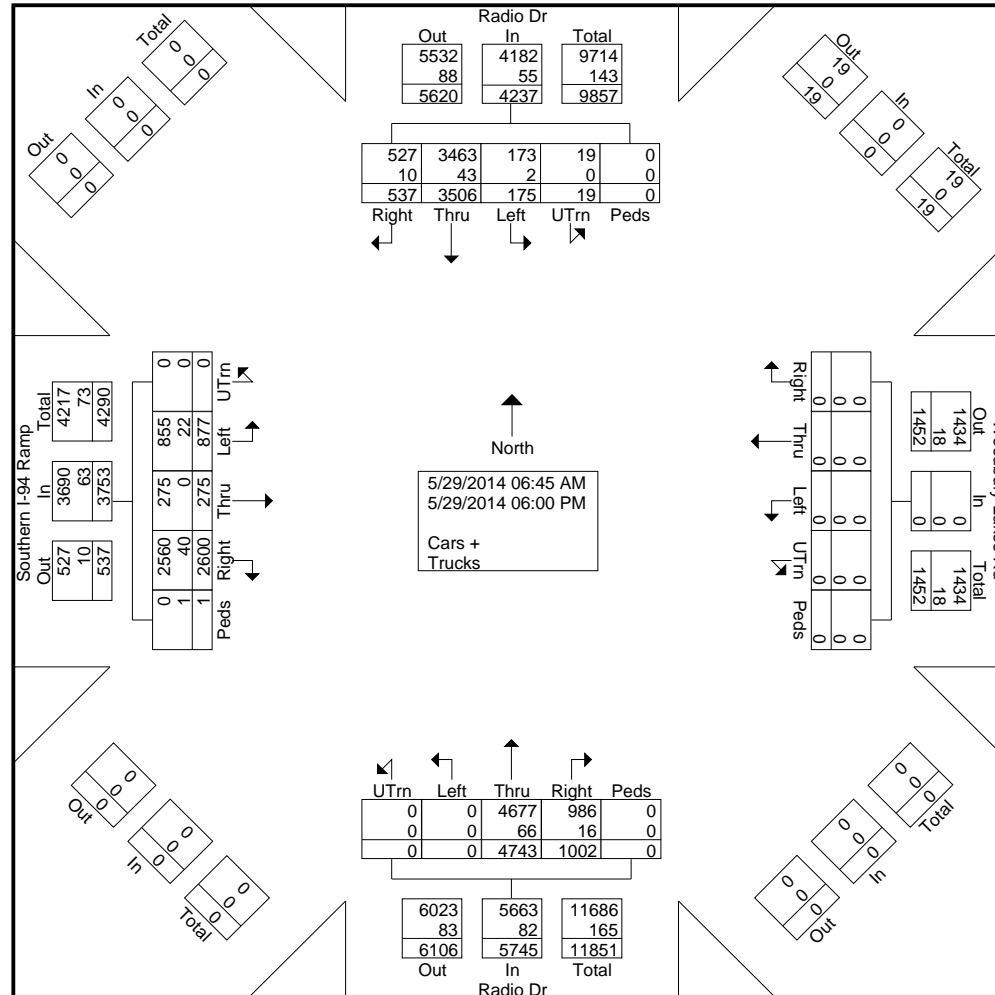 Radio Dr
Out In Total
5532 4182 9714
88 55 143
5620 4237 9857
527 3463 173 19 0
10 43 2 0 0
537 3506 175 19 0
Right Thru Left UTrn Peds
Total
0
0
0
In
0
0
0
Out
0
0
0
Out
19
0
19
In
0
0
0
Total
19
0
19
Southern I-94 Ramp
Total
4217
73
4290
In
3690
63
3753
Out
527
10
537
0 0 0 UTrn
855 22 877 Left
275 0 275 Thru
2560 40 2600 Right
0 1 1 Peds
North
5/29/2014 06:45 AM
5/29/2014 06:00 PM
Cars +
Trucks
Right 0 0 0
Thru 0 0 0
Left 0 0 0
UTrn 0 0 0
Peds 0 0 0
Out
1434
18
1452
In
0
0
0
Total
1434
18
1452
UTrn Left Thru Right Peds
0 0 4677 986 0
0 0 66 16 0
0 0 4743 1002 0
6023 5663 11686
83 82 165
6106 5745 11851
Out In Total
Radio Dr
0
0
0
Out
0
0
0
In
0
0
0
Total
0
0
0
Total
0
0
0
In
0
0
0
Out